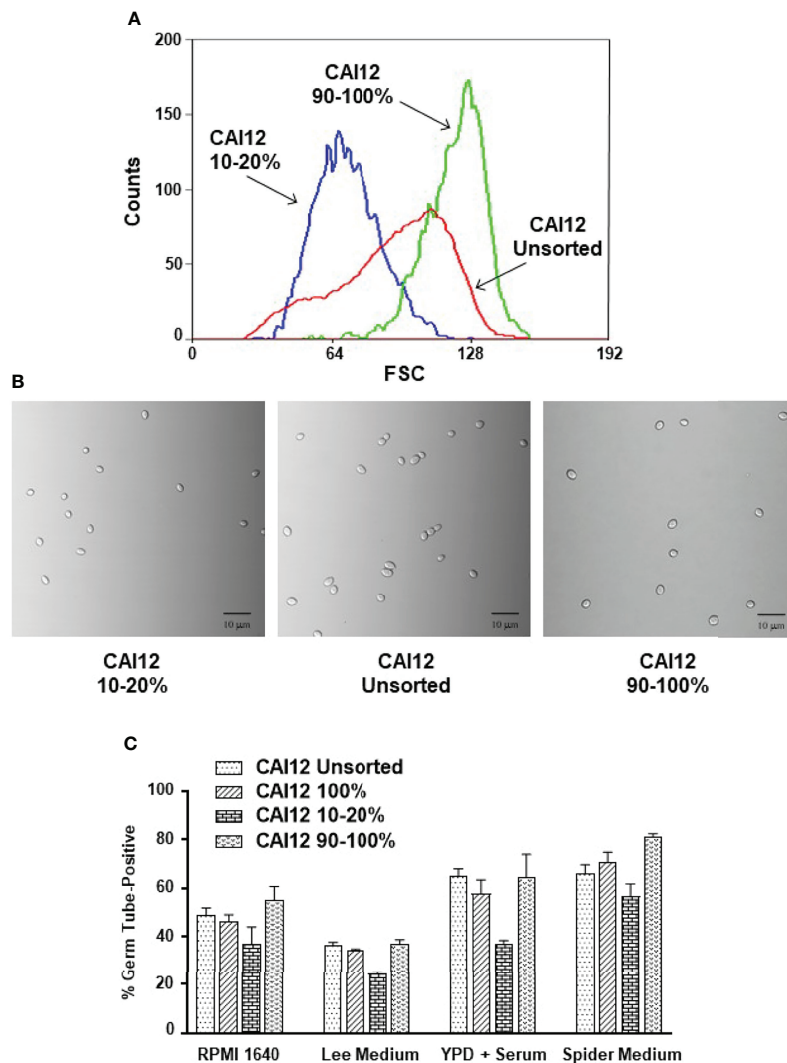 A
200
150
100
50
0
Counts
CAI12
90-100%
CAI12
10-20%
CAI12
Unsorted
0
64
128
192
FSC
B
10 µm
10 µm
10 µm
CAI12
10-20%
CAI12
Unsorted
CAI12
90-100%
C
CAI12 Unsorted
CAI12 100%
CAI12 10-20%
CAI12 90-100%
100
80
60
40
20
0
% Germ Tube-Positive
RPMI 1640
Lee Medium
YPD + Serum
Spider Medium